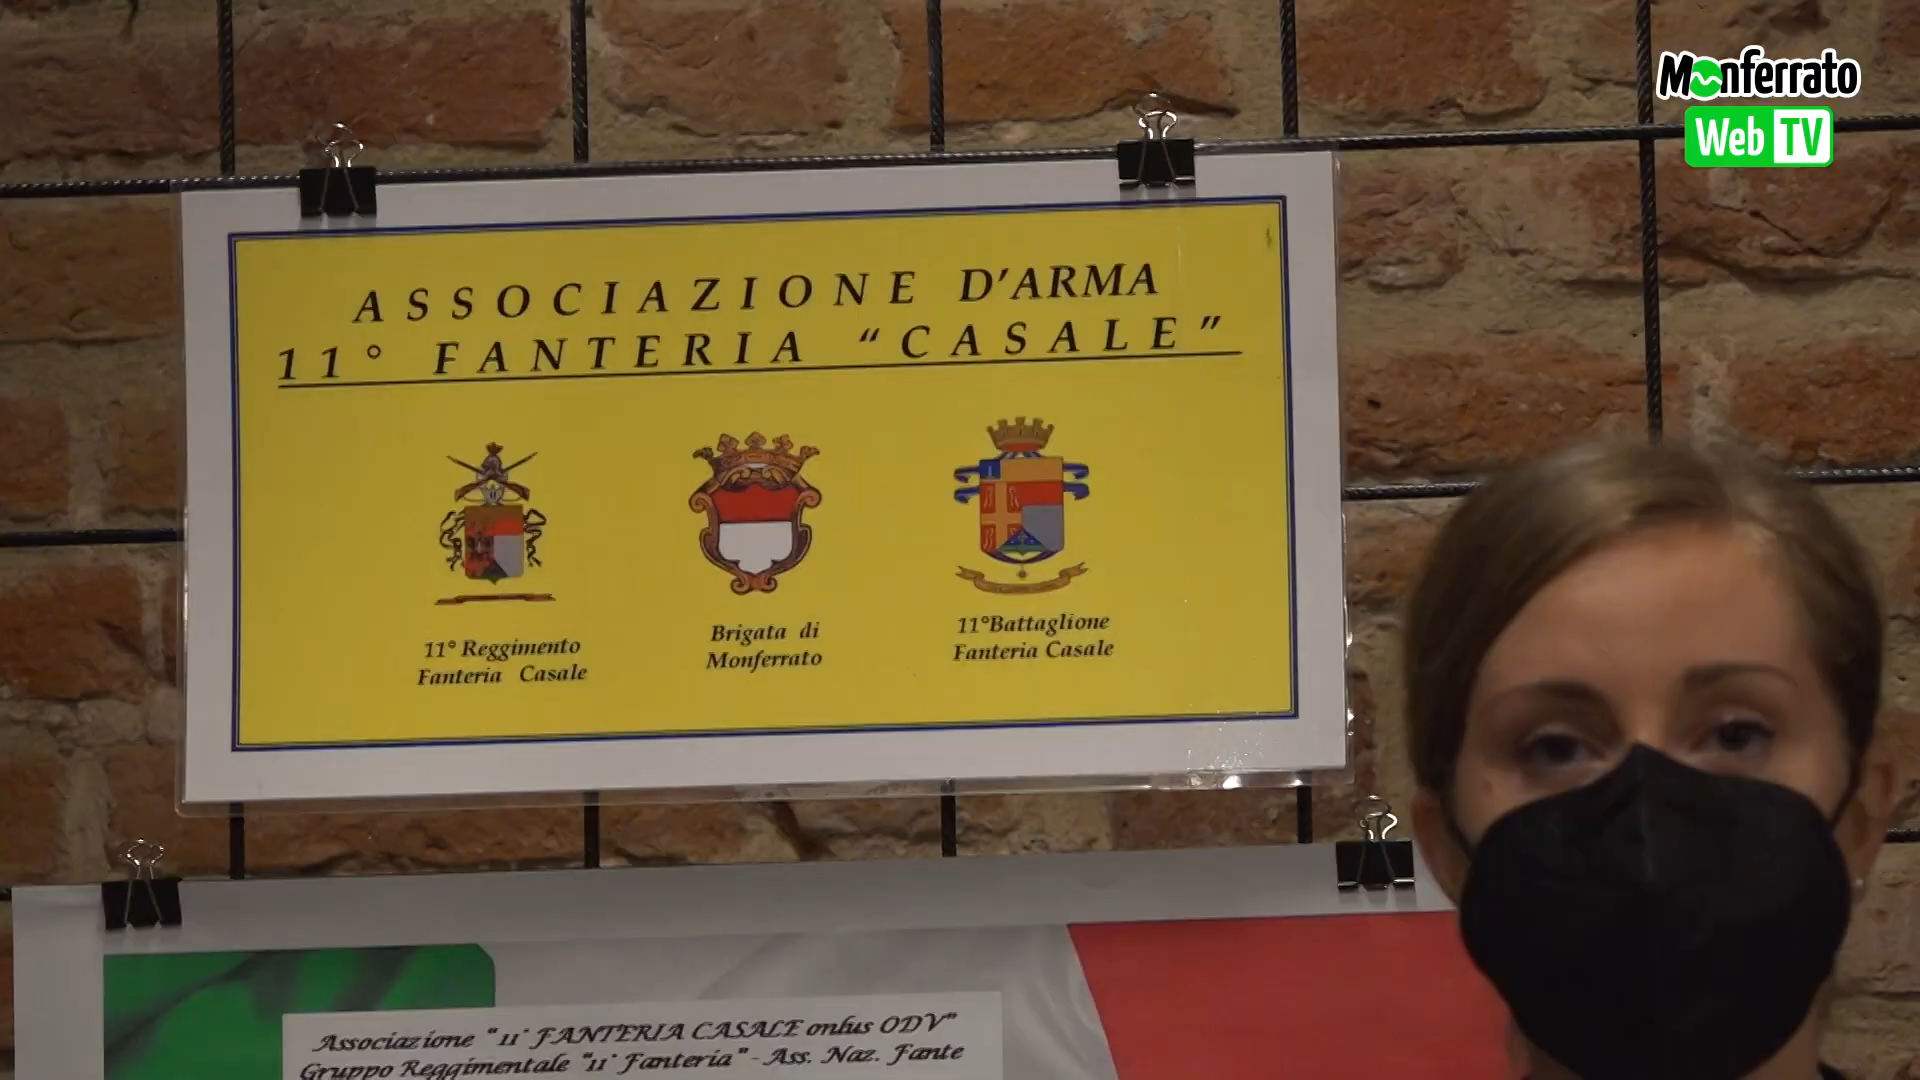 Monferrato
Web TV
ASSOCIAZIONE D'ARMA
11° FANTERIA “CASALE”
11° Reggimento
Fanteria Casale
Brigata di
Monferrato
11°Battaglione
Fanteria Casale
Associazione “11° FANTERIA CASALE onlus ODV”
Gruppo Reggimentale “11° Fanteria” - Ass. Naz. Fante